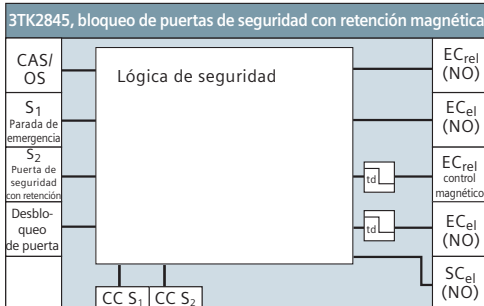 3TK2845, bloqueo de puertas de seguridad con retención magnética
CAS/
OS
S1
Parada de
emergencia
S2
Puerta de
seguridad
con retención
Desblo-
queo
de puerta
Lógica de seguridad
td
td
CC S1
CC S2
ECrel
(NO)
ECel
(NO)
ECrel
control
magnético
ECel
(NO)
SCel
(NO)